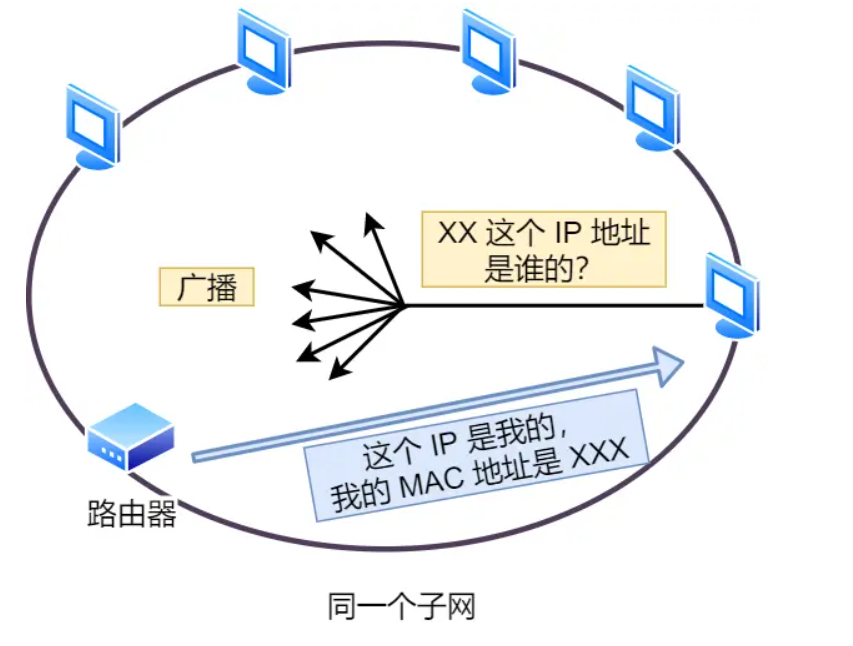 XX 这个 IP 地址
是谁的?
广播
这个 IP 是我的,
我的 MAC 地址是 XXX
路由器
同一个子网